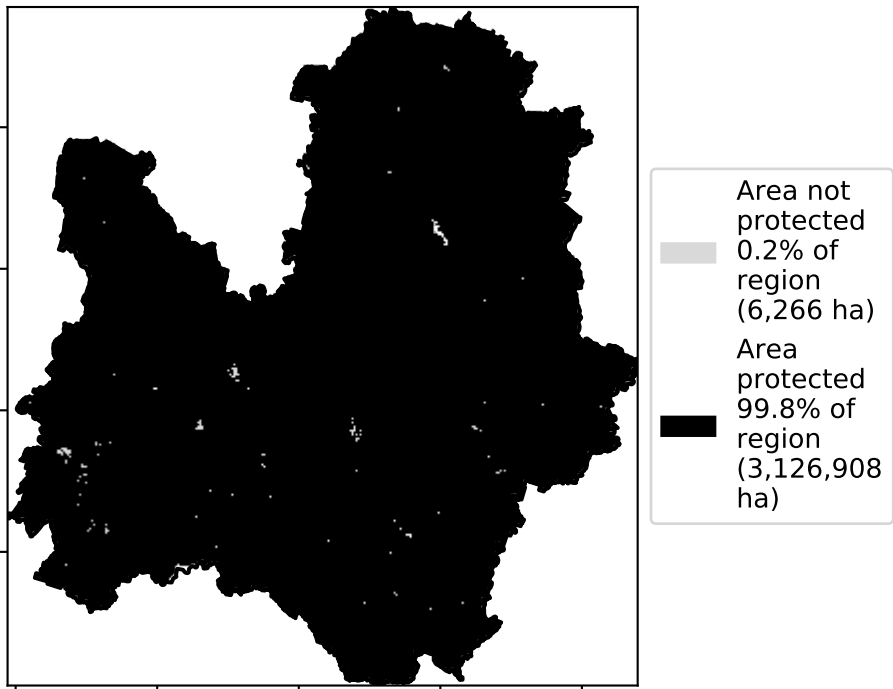 Area not
protected
0.2% of
region
(6,266 ha)
Area
protected
99.8% of
region
(3,126,908
ha)